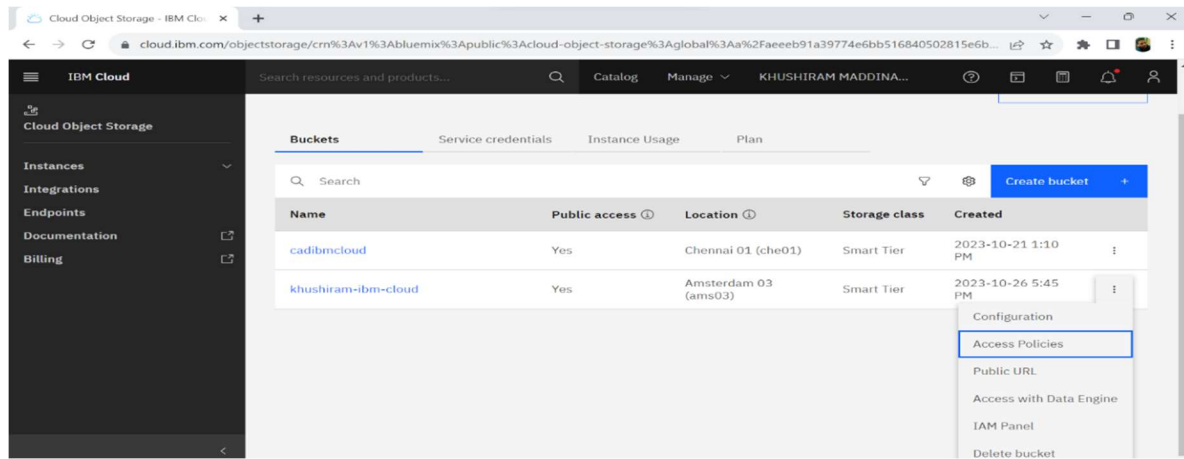 Cloud Object Storage - IBM Clo
cloud.ibm.com/objectstorage/crn%3Av1%3Abluemix%3Apublic%3Acloud-object-storage%3Aglobal%3Aa%2Faeeeb91a39774e6bb516840502815e6b...
IBM Cloud
Search resources and products...
Catalog
Manage
KHUSHIRAM MADDINA...
Cloud Object Storage
Instances
Integrations
Endpoints
Documentation
Billing
Buckets
Service credentials
Instance Usage
Plan
Search
Create bucket +
Name Public access Location Storage class Created
cadibmcloud Yes Chennai 01 (che01) Smart Tier 2023-10-21 1:10
PM
khushiram-ibm-cloud Yes Amsterdam 03 Smart Tier 2023-10-26 5:45
(ams03) PM
Configuration
Access Policies
Public URL
Access with Data Engine
IAM Panel
Delete bucket